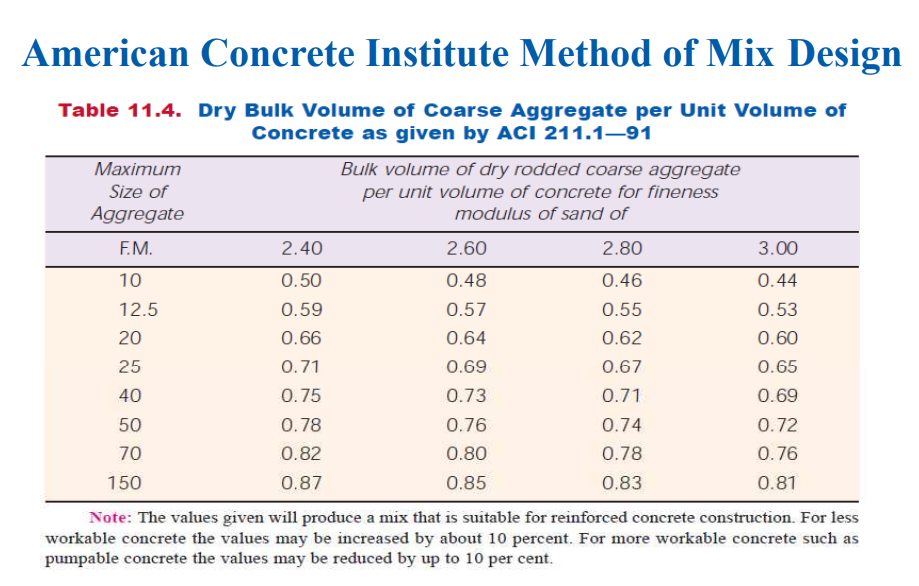 American Concrete Institute Method of Mix Design
Table 11.4. Dry Bulk Volume of Coarse Aggregate per Unit Volume of
Concrete as given by ACI 211.1—91
Maximum Bulk volume of dry rodded coarse aggregate
Size of per unit volume of concrete for fineness
Aggregate modulus of sand of
F.M. 2.40 2.60 2.80 3.00
10 0.50 0.48 0.46 0.44
12.5 0.59 0.57 0.55 0.53
20 0.66 0.64 0.62 0.60
25 0.71 0.69 0.67 0.65
40 0.75 0.73 0.71 0.69
50 0.78 0.76 0.74 0.72
70 0.82 0.80 0.78 0.76
150 0.87 0.85 0.83 0.81
Note: The values given will produce a mix that is suitable for reinforced concrete construction. For less
workable concrete the values may be increased by about 10 percent. For more workable concrete such as
pumpable concrete the values may be reduced by up to 10 per cent.